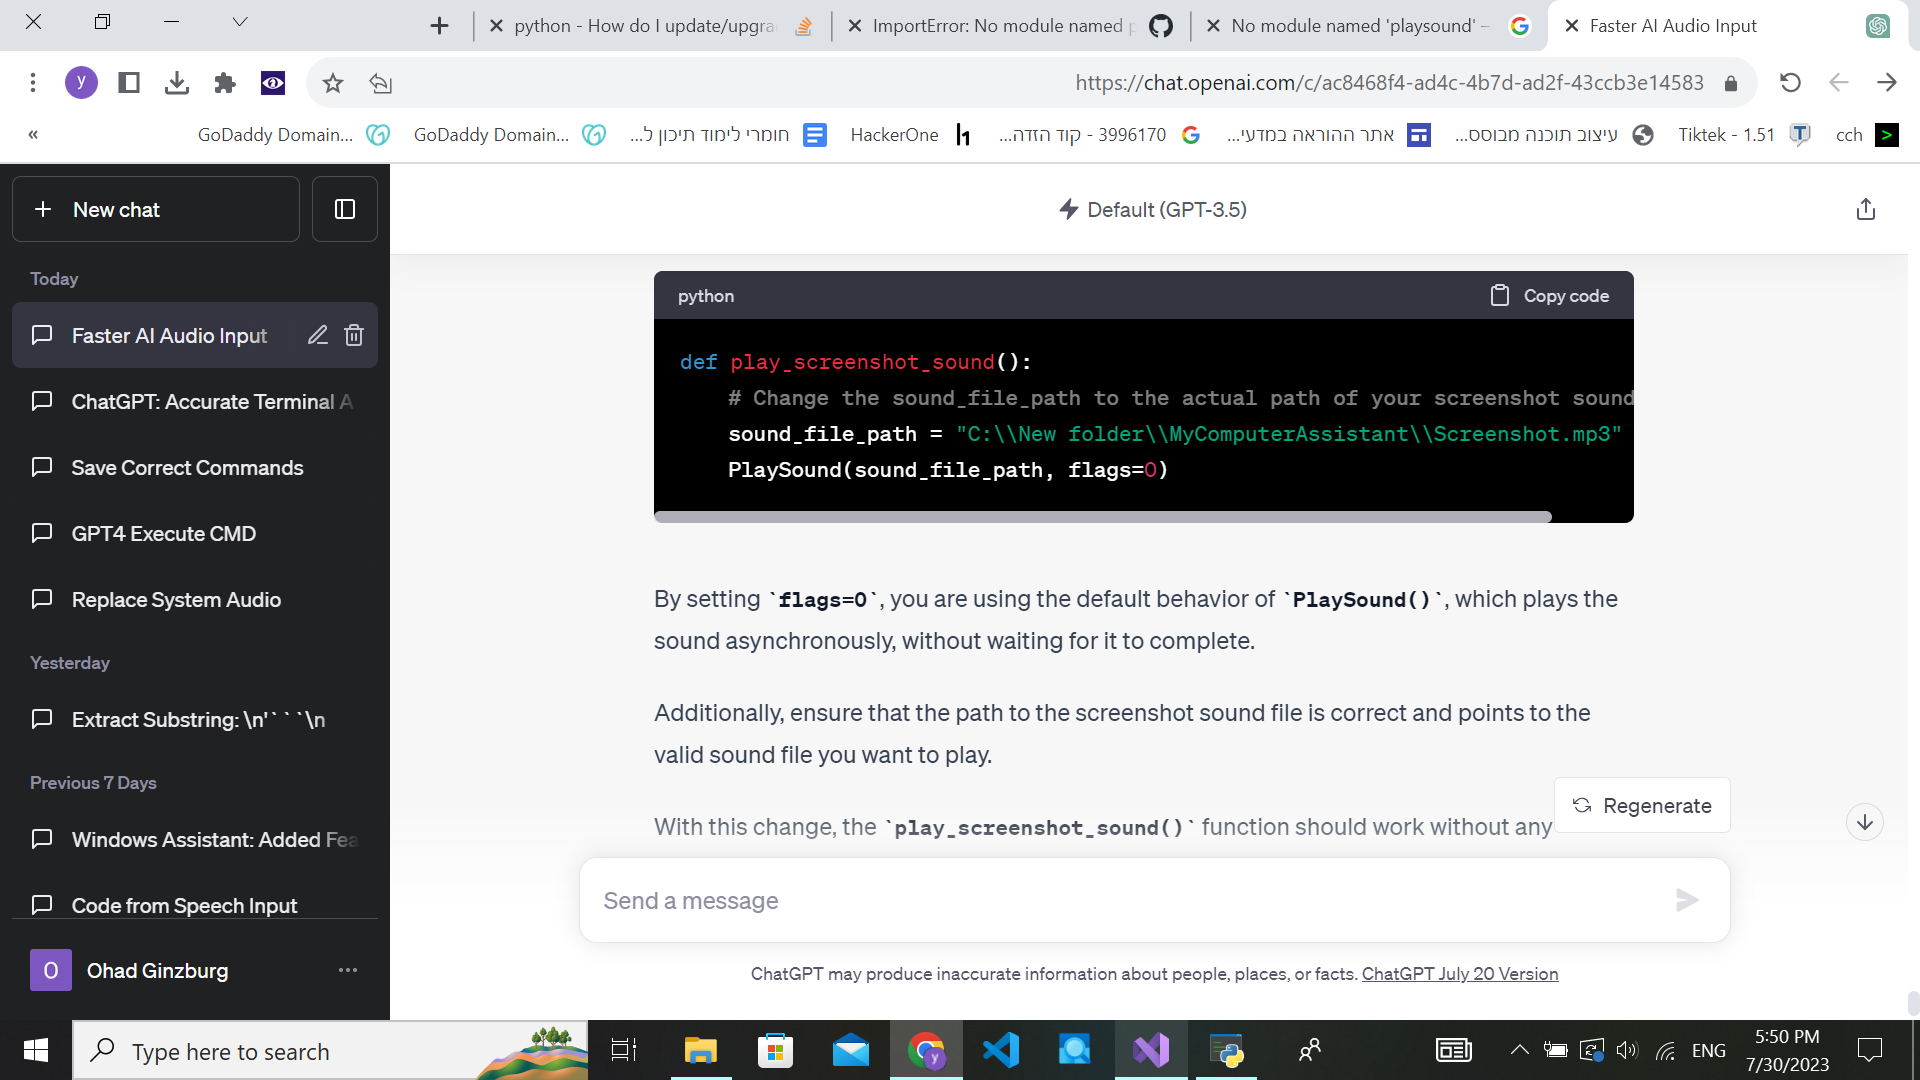 python - How do I update/upgra
ImportError: No module named p
No module named 'playsound' -
Faster AI Audio Input
y
https://chat.openai.com/c/ac8468f4-ad4c-4b7d-ad2f-43ccb3e14583
«
GoDaddy Domain...
GoDaddy Domain...
חומרי לימוד תיכון ל...
HackerOne
3996170 - קוד הזדה...
אתר ההוראה במדעי...
עיצוב תוכנה מבוסס...
Tiktek - 1.51
cch
New chat
Default (GPT-3.5)
Today
Faster AI Audio Input
ChatGPT: Accurate Terminal A
Save Correct Commands
GPT4 Execute CMD
Replace System Audio
Yesterday
Extract Substring: \n'```\n
Previous 7 Days
Windows Assistant: Added Fea
Code from Speech Input
O
Ohad Ginzburg
python
Copy code
def play_screenshot_sound():
# Change the sound_file_path to the actual path of your screenshot sound
sound_file_path = "C:\\New folder\\MyComputerAssistant\\Screenshot.mp3"
PlaySound(sound_file_path, flags=0)
By setting `flags=0`, you are using the default behavior of `PlaySound()`, which plays the
sound asynchronously, without waiting for it to complete.
Additionally, ensure that the path to the screenshot sound file is correct and points to the
valid sound file you want to play.
With this change, the `play_screenshot_sound()` function should work without any
Regenerate
Send a message
ChatGPT may produce inaccurate information about people, places, or facts. ChatGPT July 20 Version
Type here to search
y
ENG
5:50 PM
7/30/2023